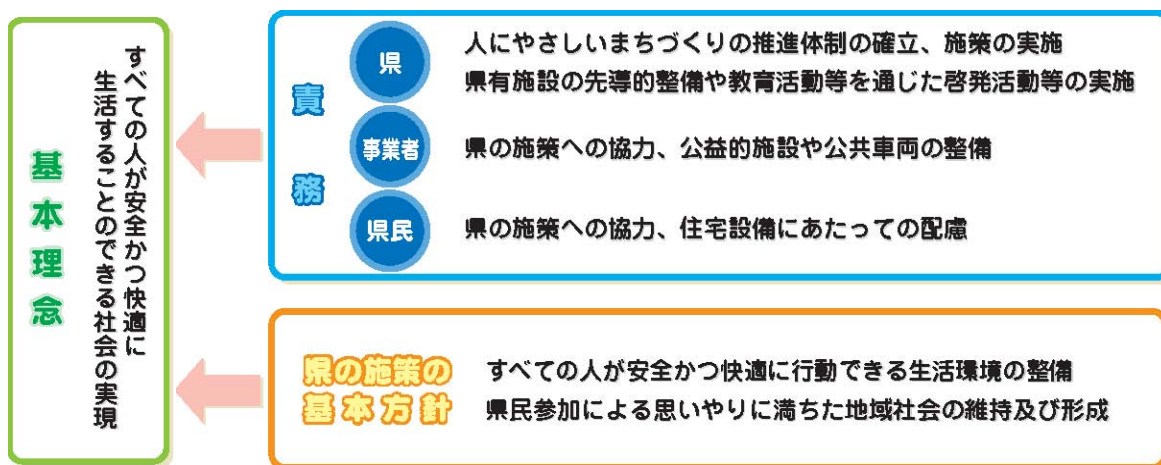 基本理念
すべての人が安全かつ快適に
生活することのできる社会の実現
責務
県
人にやさしいまちづくりの推進体制の確立、施策の実施
県有施設の先導的整備や教育活動等を通じた啓発活動等の実施
事業者
県の施策への協力、公益的施設や公共車両の整備
県民
県の施策への協力、住宅設備にあたっての配慮
県の施策の
基本方針
すべての人が安全かつ快適に行動できる生活環境の整備
県民参加による思いやりに満ちた地域社会の維持及び形成